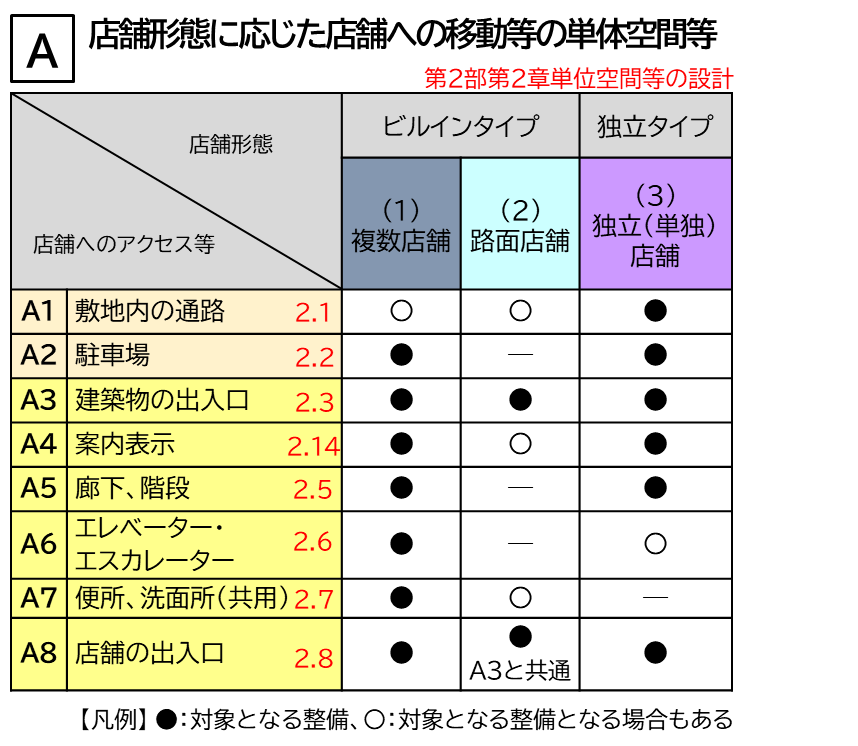 A 店舗形態に応じた店舗への移動等の単体空間等
第2部第2章単位空間等の設計
店舗形態
店舗へのアクセス等
ビルインタイプ 独立タイプ
(1)
複数店舗
(2)
路面店舗
(3)
独立(単独)
店舗
A1 敷地内の通路 2.1 ○ ○ ●
A2 駐車場 2.2 ● ― ●
A3 建築物の出入口 2.3 ● ● ●
A4 案内表示 2.14 ● ○ ●
A5 廊下、階段 2.5 ● ― ●
A6 エレベーター・
エスカレーター 2.6 ● ― ○
A7 便所、洗面所(共用) 2.7 ● ○ ―
A8 店舗の出入口 2.8 ● ● ●
A3と共通
【凡例】●:対象となる整備、○:対象となる整備となる場合もある